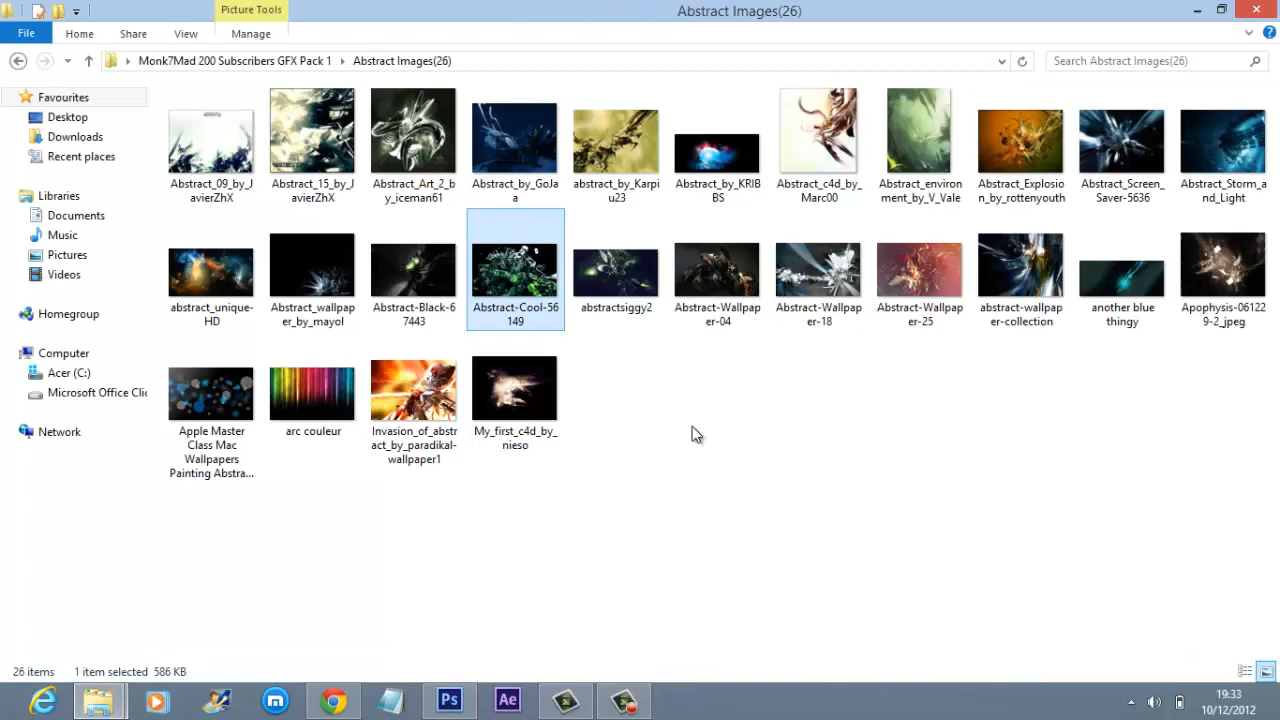 Picture Tools
Abstract Images(26)
File
Home
Share
View
Manage
Monk7Mad 200 Subscribers GFX Pack 1
Abstract Images(26)
Search Abstract Images(26)
Favourites
Desktop
Downloads
Recent places
Libraries
Documents
Music
Pictures
Videos
Homegroup
Computer
Acer (C:)
Microsoft Office Clic
Network
Abstract_09_by_J
avierZhX
Abstract_15_by_J
avierZhX
Abstract_Art_2_b
y_iceman61
Abstract_by_GoJa
a
abstract_by_Karpi
u23
Abstract_by_KRIB
BS
Abstract_c4d_by_
Marc00
Abstract_environ
ment_by_V_Vale
Abstract_Explosio
n_by_rottenyouth
Abstract_Screen_
Saver-5636
Abstract_Storm_a
nd_Light
abstract_unique-
HD
Abstract_wallpap
er_by_mayol
Abstract-Black-6
7443
Abstract-Cool-56
149
abstractsiggy2
Abstract-Wallpap
er-04
Abstract-Wallpap
er-18
Abstract-Wallpap
er-25
abstract-wallpap
er-collection
another blue
thingy
Apophysis-06122
9-2_jpeg
Apple Master
Class Mac
Wallpapers
Painting Abstra...
arc couleur
Invasion_of_abstr
act_by_paradikal-
wallpaper1
My_first_c4d_by_
nieso
26 items
1 item selected 586 KB
Ps
Ae
19:33
10/12/2012